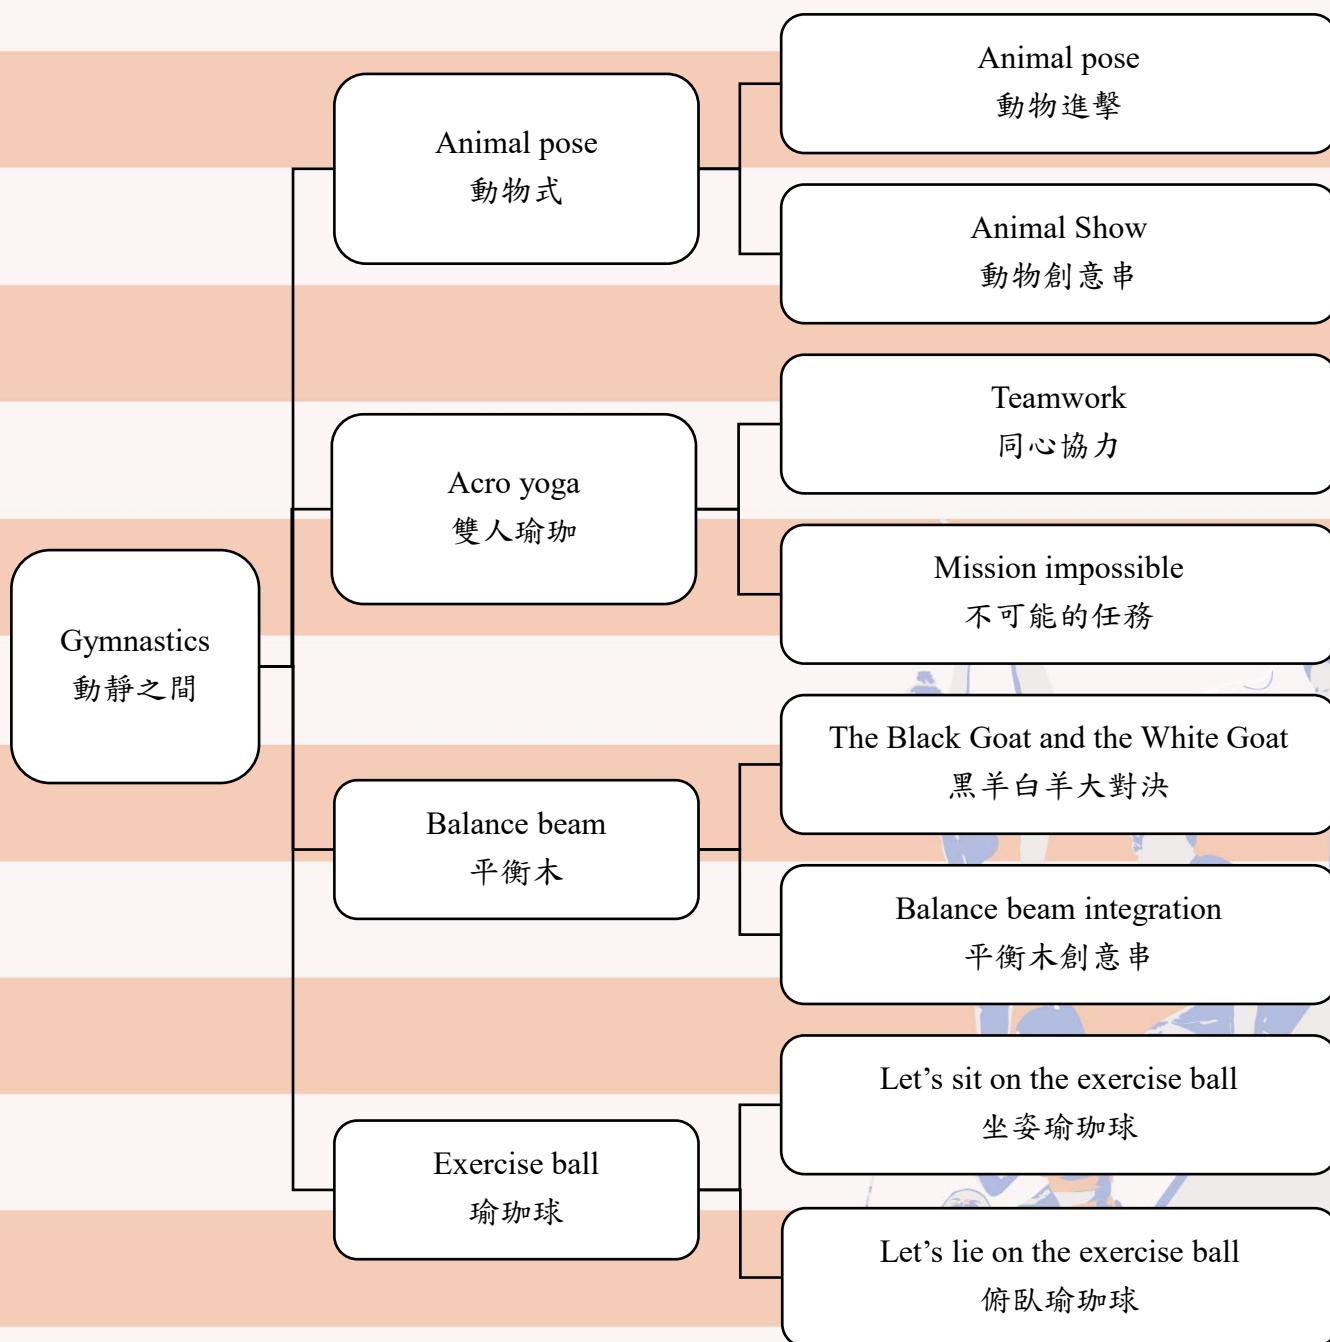 Gymnastics
動靜之間
Animal pose
動物式
Animal pose
動物進擊
Animal Show
動物創意串
Acro yoga
雙人瑜珈
Teamwork
同心協力
Mission impossible
不可能的任務
Balance beam
平衡木
The Black Goat and the White Goat
黑羊白羊大對決
Balance beam integration
平衡木創意串
Exercise ball
瑜珈球
Let’s sit on the exercise ball
坐姿瑜珈球
Let’s lie on the exercise ball
俯臥瑜珈球